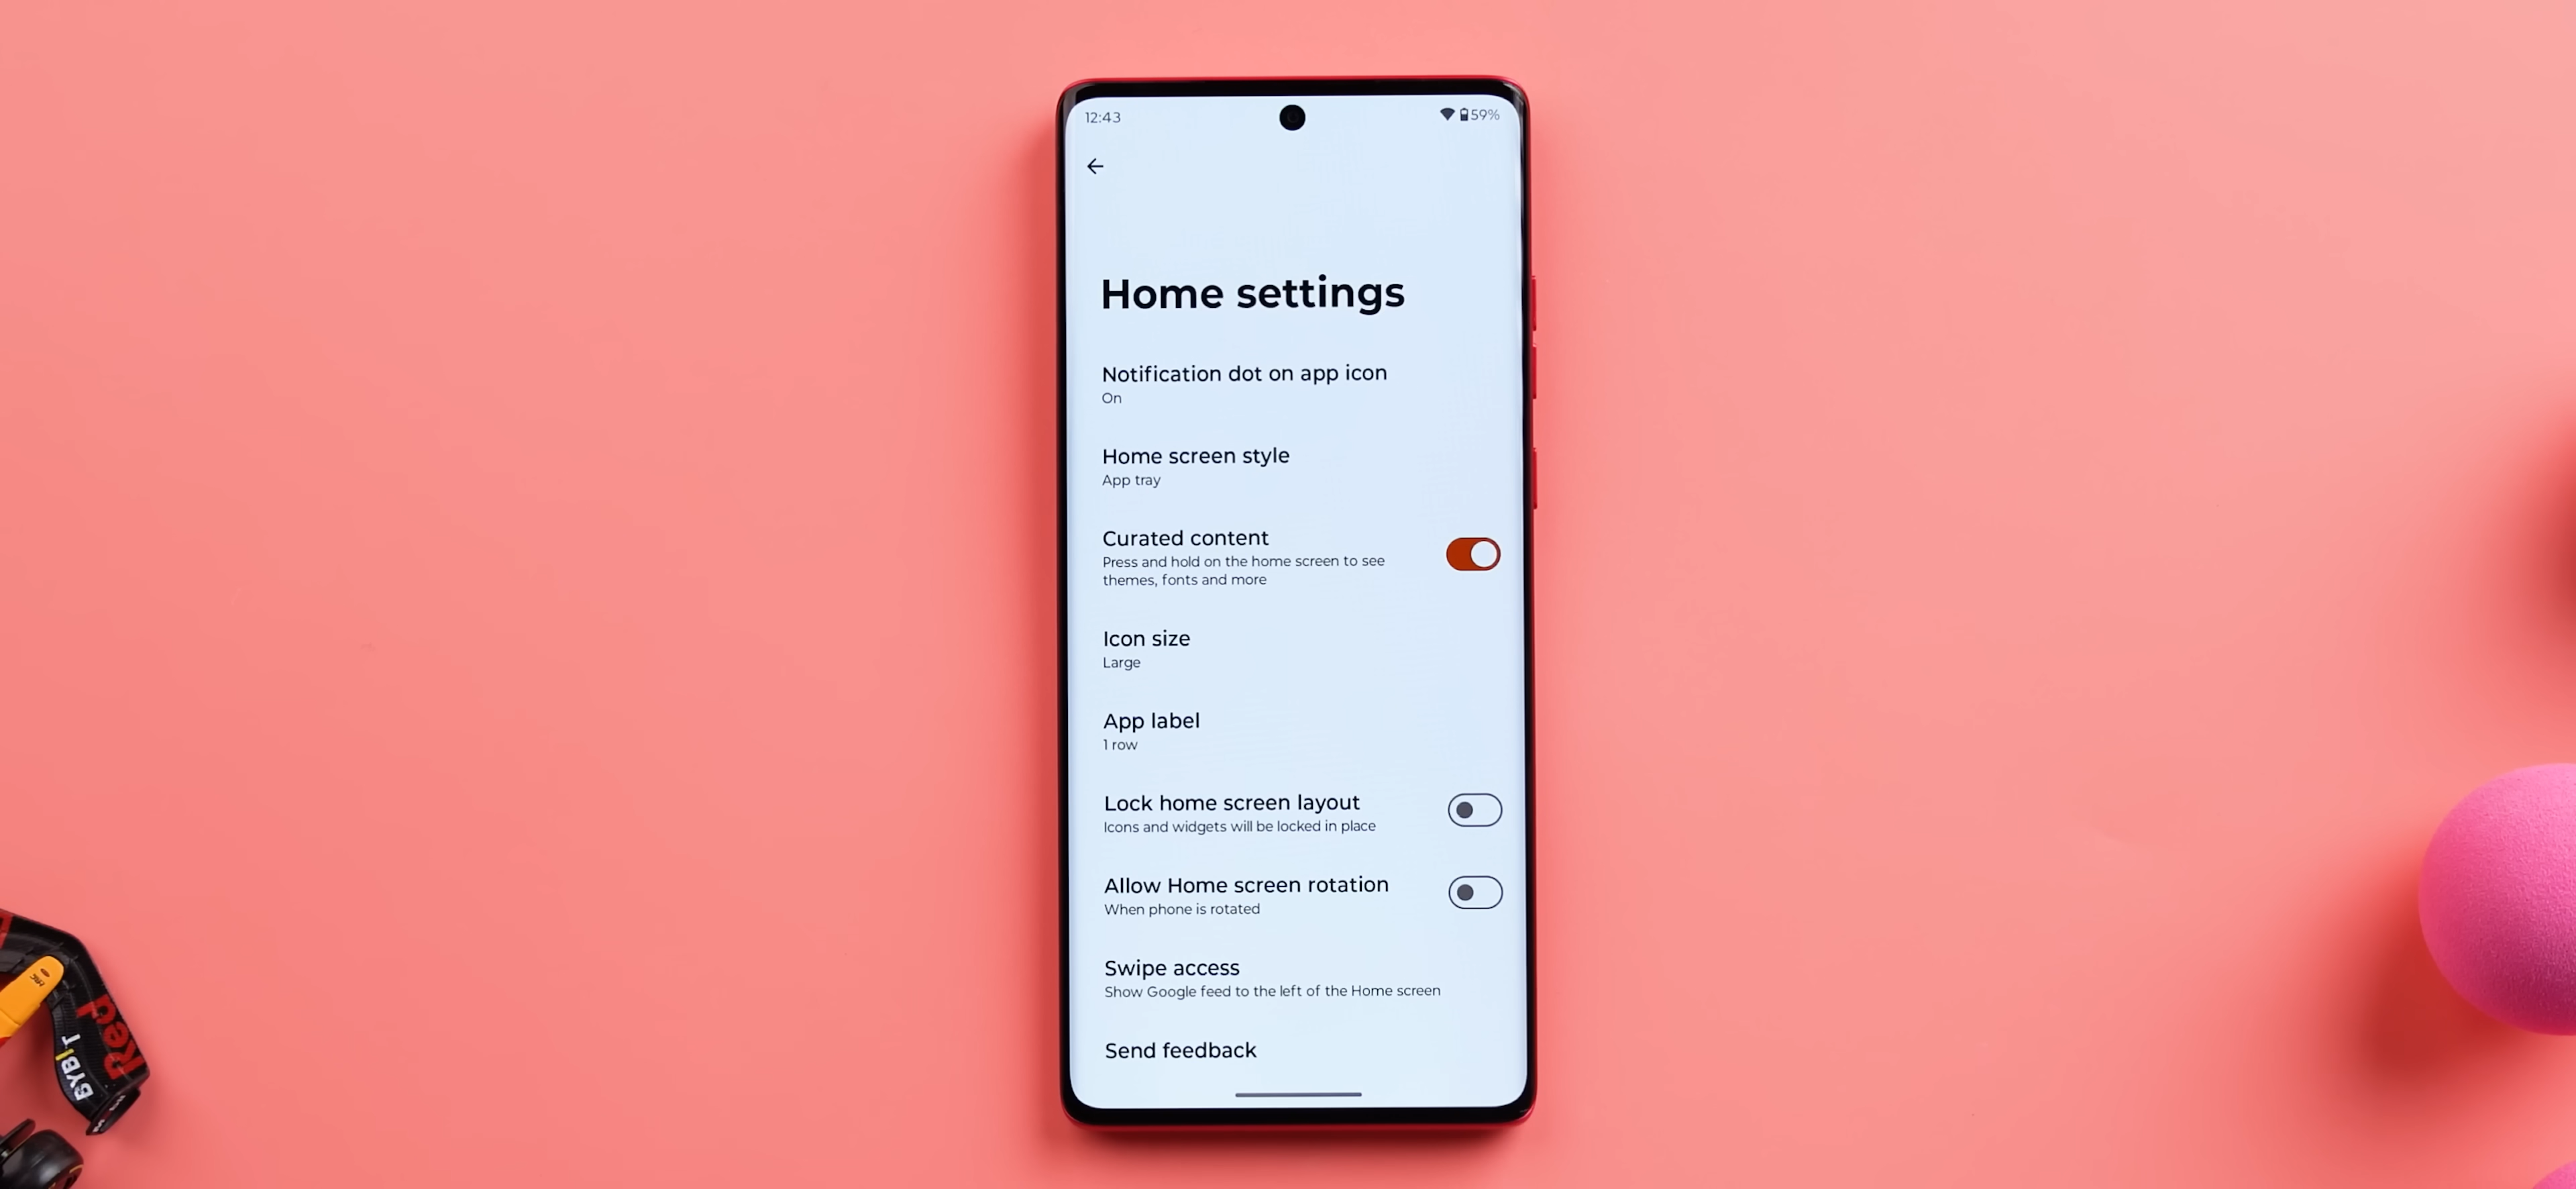 12:43
59%
Home settings
Notification dot on app icon
On
Home screen style
App tray
Curated content
Press and hold on the home screen to see
themes, fonts and more
Icon size
Large
App label
1 row
Lock home screen layout
Icons and widgets will be locked in place
Allow Home screen rotation
When phone is rotated
Swipe access
Show Google feed to the left of the Home screen
Send feedback
Red
BYBIT